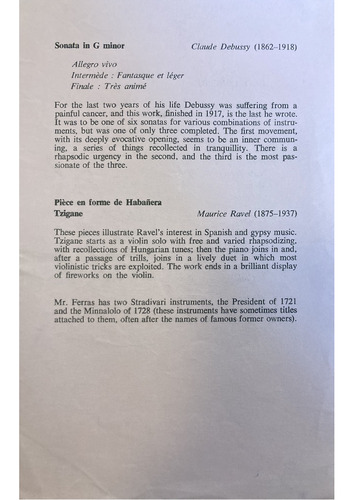 Sonata in G minor Claude Debussy (1862–1918)
Allegro vivo
Intermède : Fantasque et léger
Finale : Très animé
For the last two years of his life Debussy was suffering from a
painful cancer, and this work, finished in 1917, is the last he wrote.
It was to be one of six sonatas for various combinations of instru-
ments, but was one of only three completed. The first movement,
with its deeply evocative opening, seems to be an inner commun-
ing, a series of things recollected in tranquillity. There is a
rhapsodic urgency in the second, and the third is the most pas-
sionate of the three.
Pièce en forme de Habañera
Tzigane Maurice Ravel (1875–1937)
These pieces illustrate Ravel's interest in Spanish and gypsy music.
Tzigane starts as a violin solo with free and varied rhapsodizing,
with recollections of Hungarian tunes; then the piano joins in and,
after a passage of trills, joins in a lively duet in which most
violinistic tricks are exploited. The work ends in a brilliant display
of fireworks on the violin.
Mr. Ferras has two Stradivari instruments, the President of 1721
and the Minnalolo of 1728 (these instruments have sometimes titles
attached to them, often after the names of famous former owners).